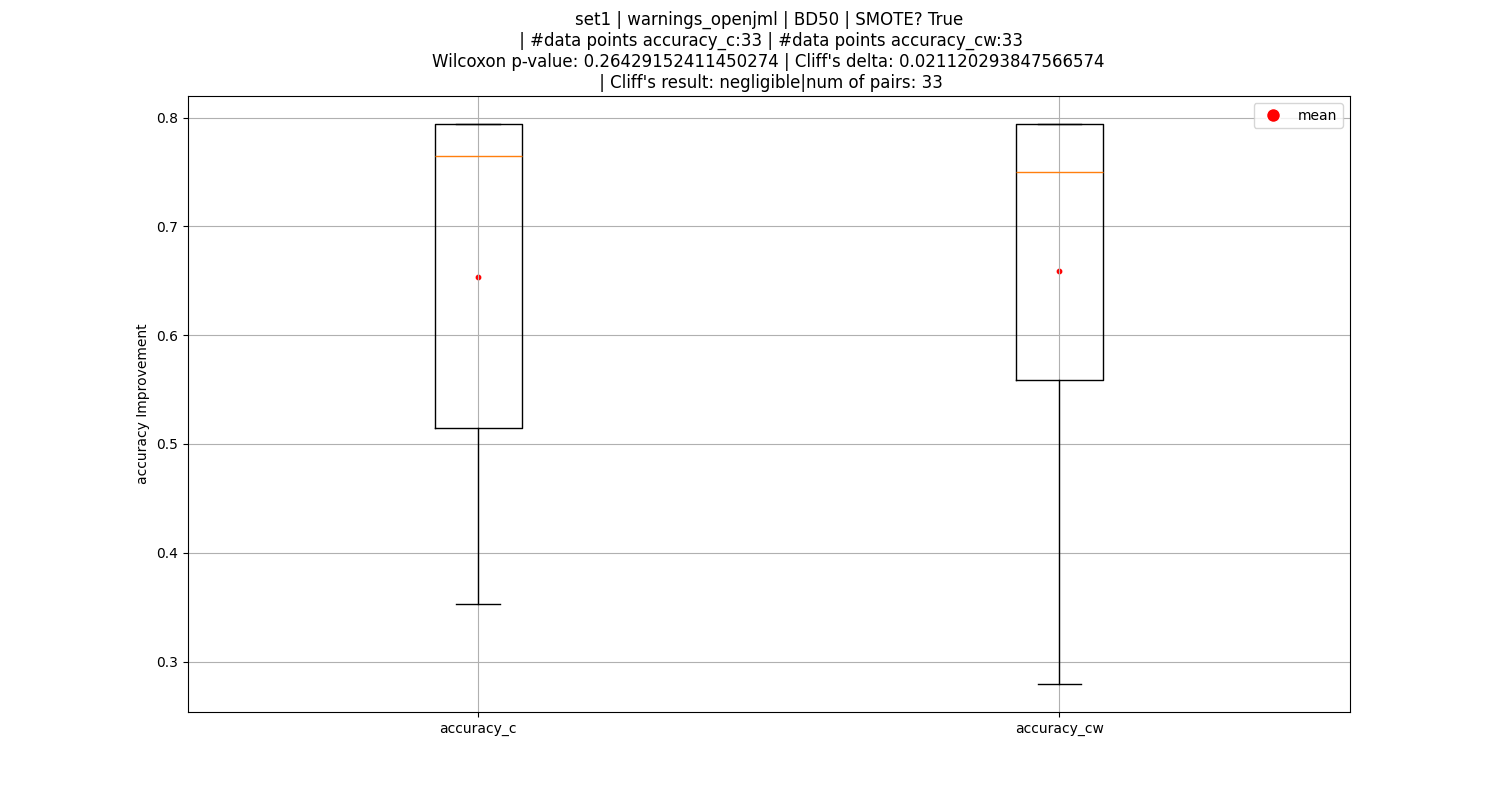 set1 | warnings_openjml | BD50 | SMOTE? True
| #data points accuracy_c:33 | #data points accuracy_cw:33
Wilcoxon p-value: 0.26429152411450274 | Cliff's delta: 0.021120293847566574
| Cliff's result: negligible|num of pairs: 33
mean
0.8
0.7
0.6
0.5
0.4
0.3
accuracy Improvement
accuracy_c
accuracy_cw